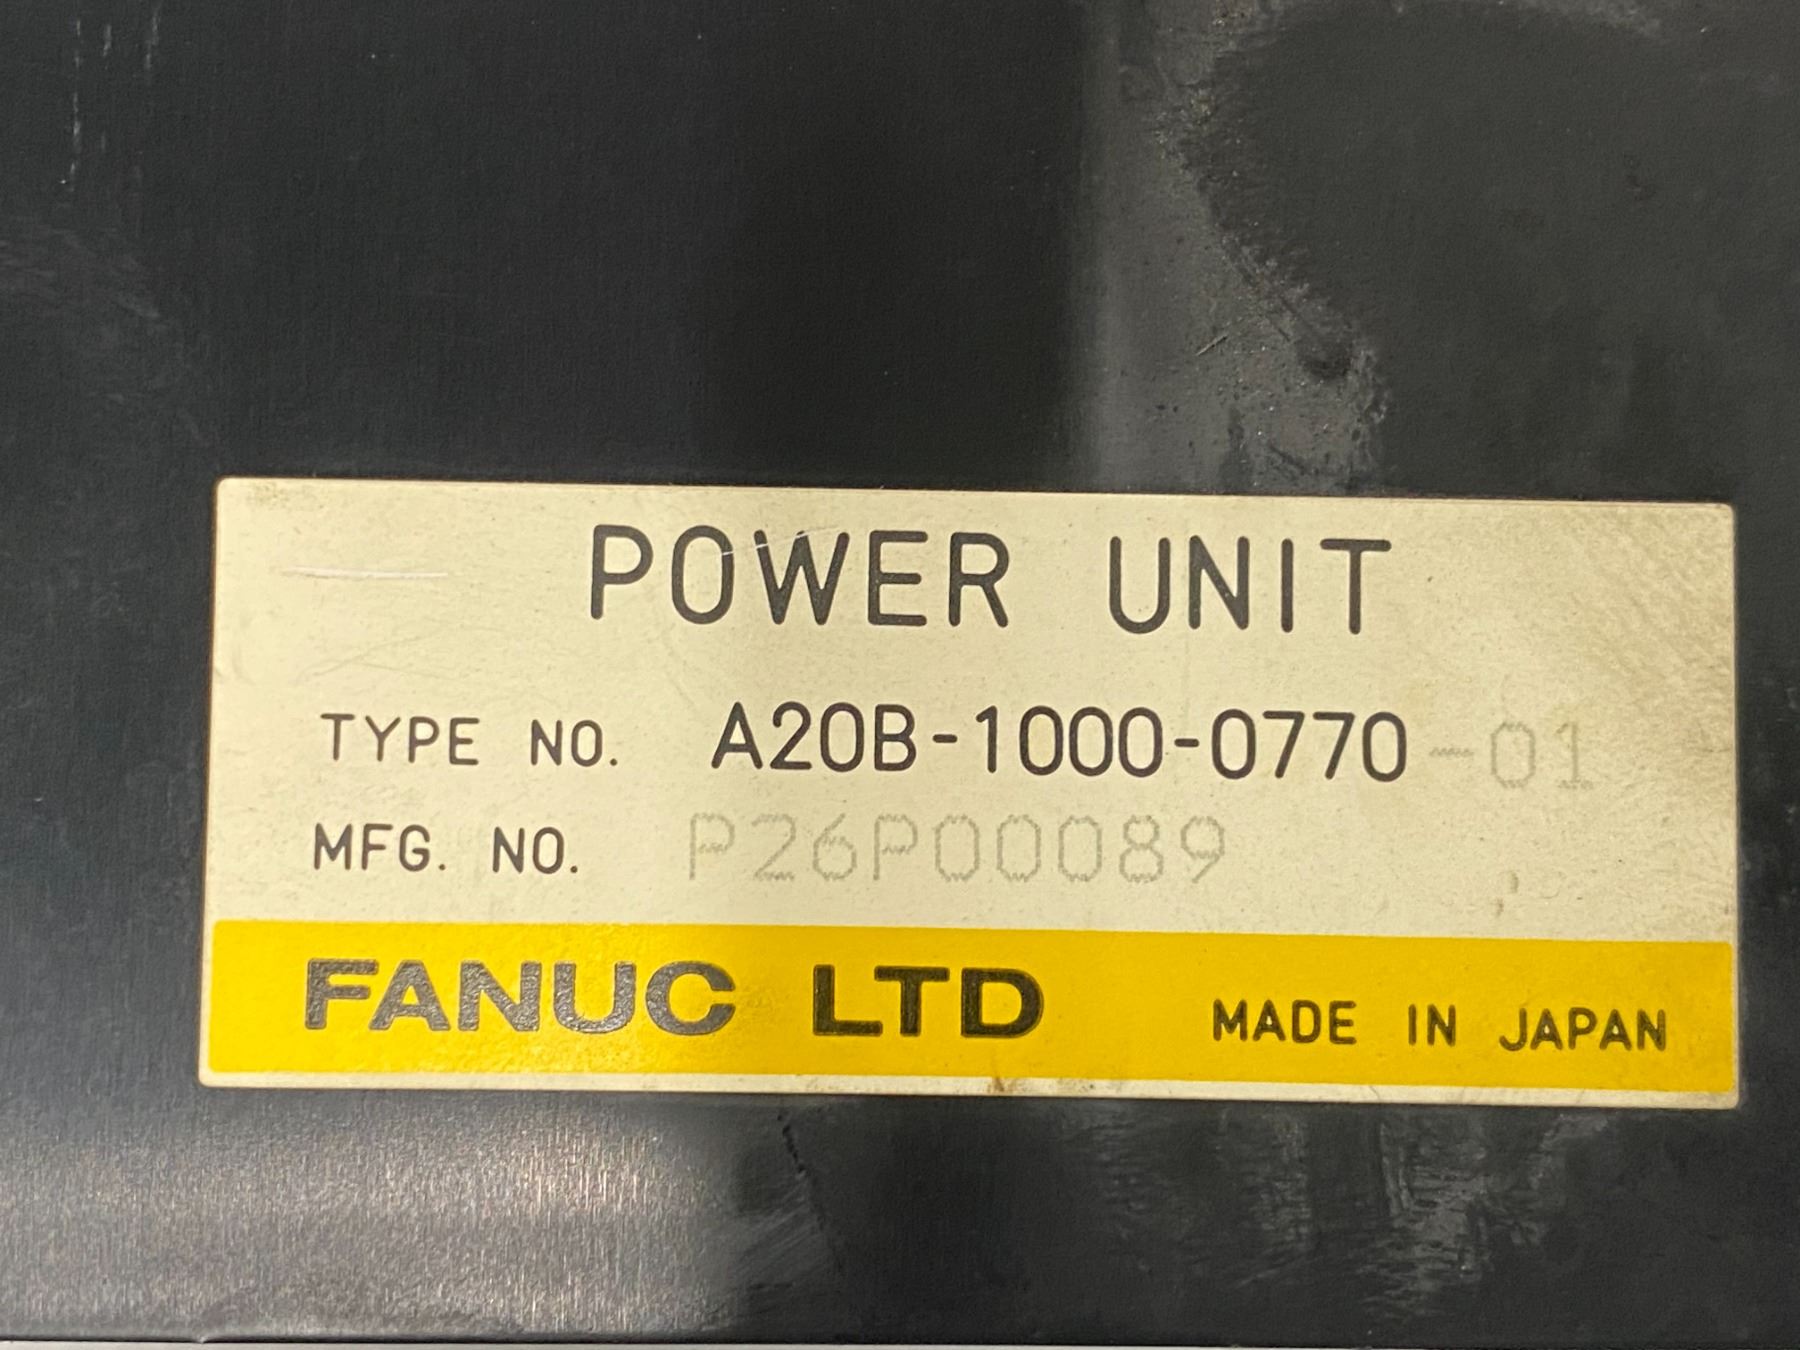 POWER UNIT
TYPE NO. A20B-1000-0770-01
MFG. NO. P26P00089
FANUC LTD MADE IN JAPAN